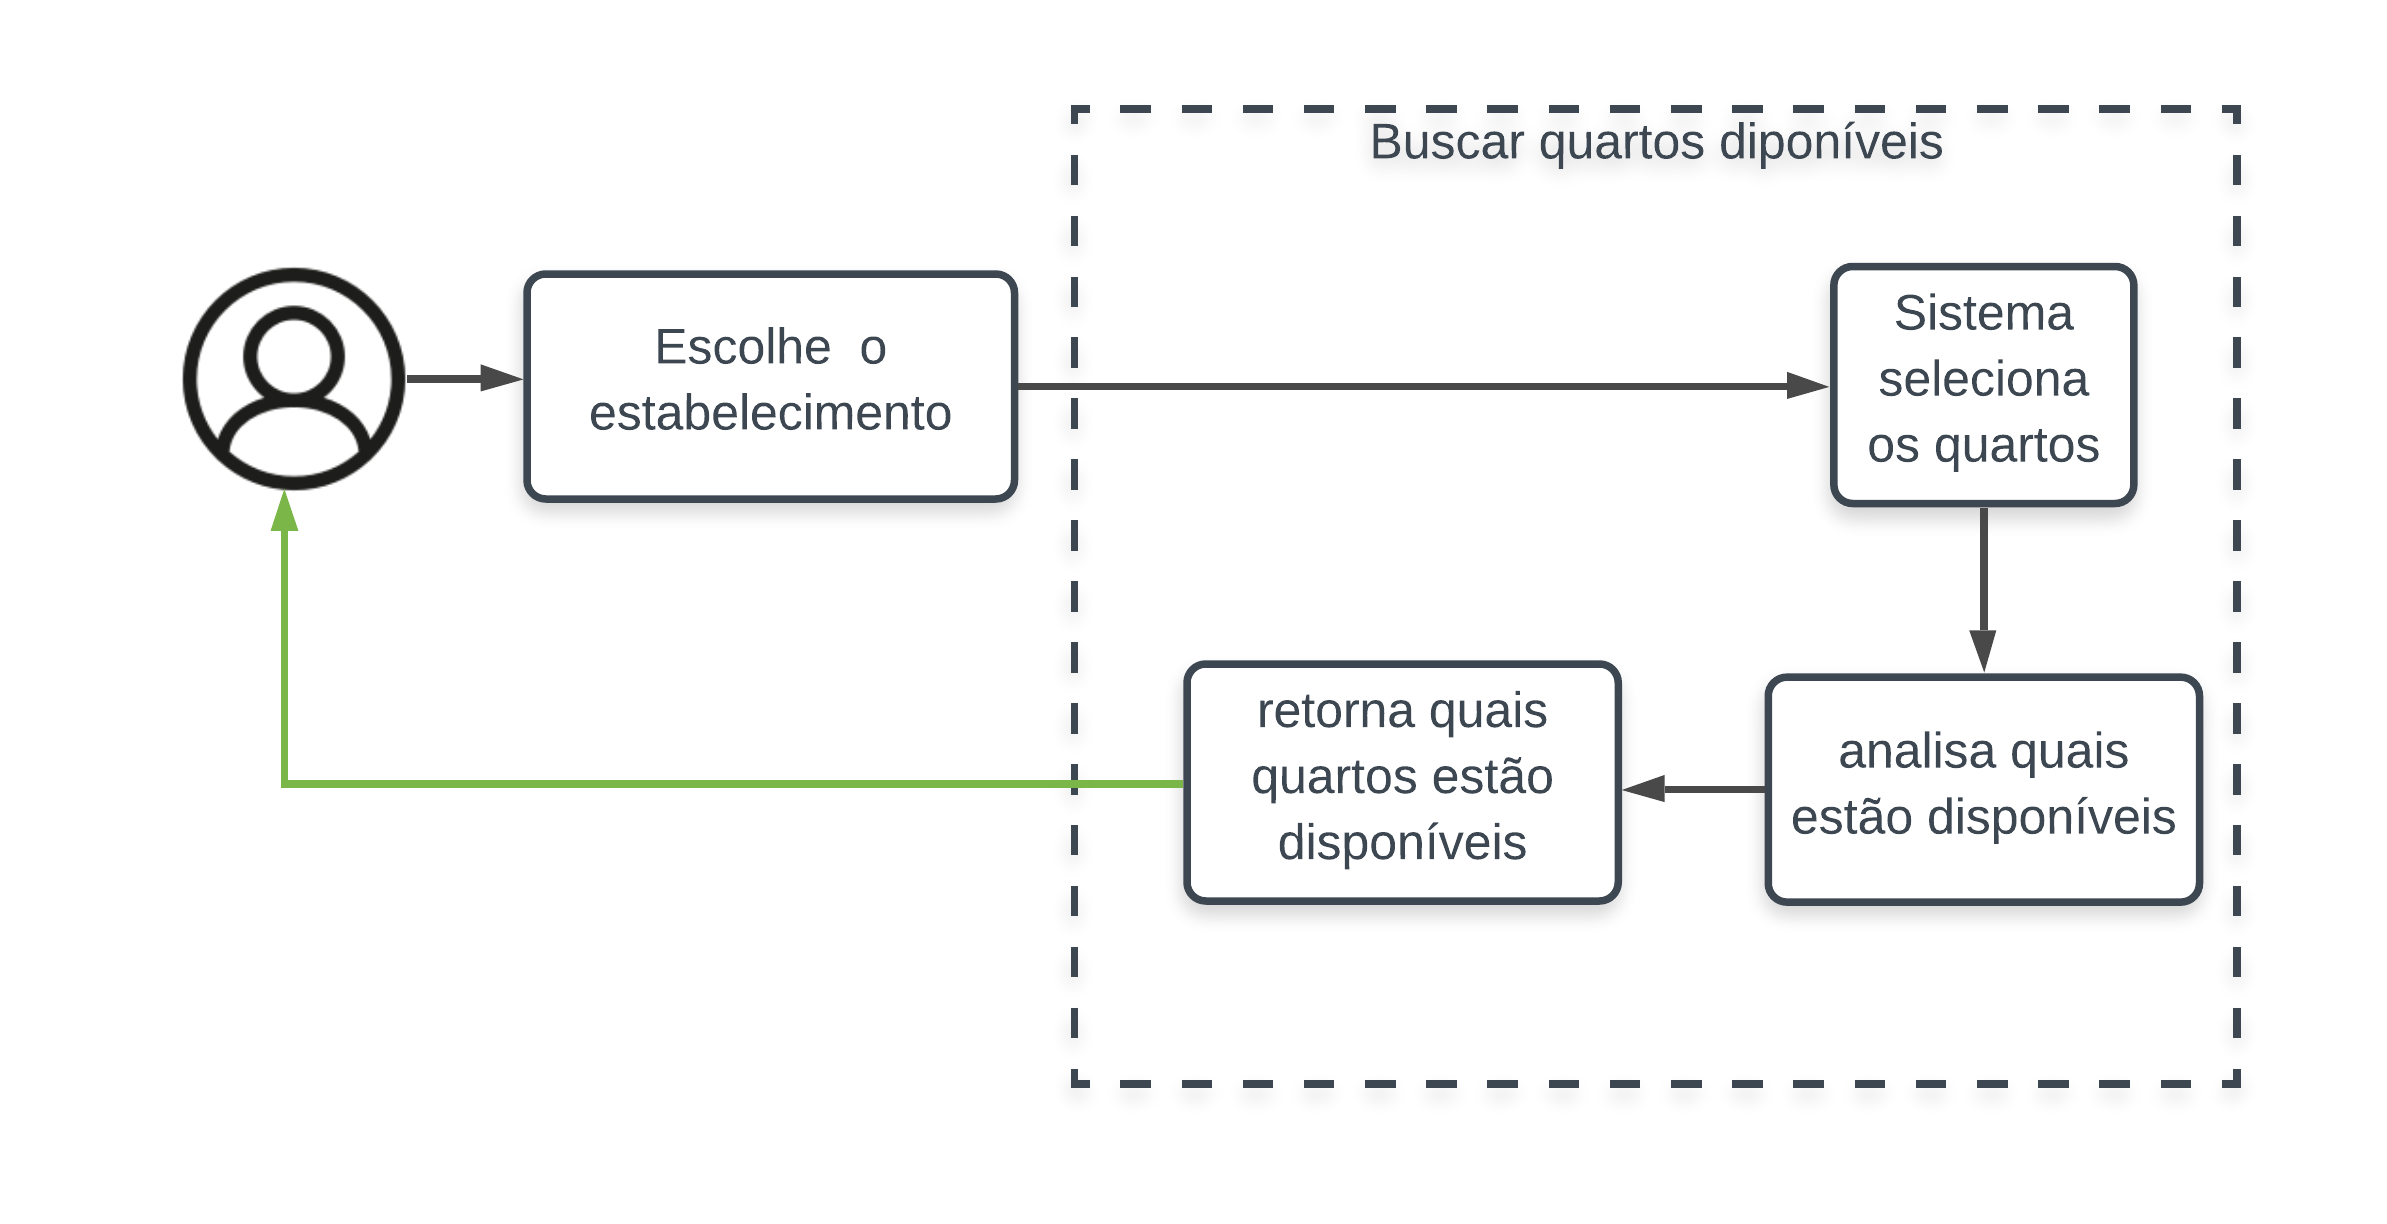 Buscar quartos diponíveis
Escolhe  o
estabelecimento
Sistema
seleciona
os quartos
analisa quais
estão disponíveis
retorna quais
quartos estão
disponíveis